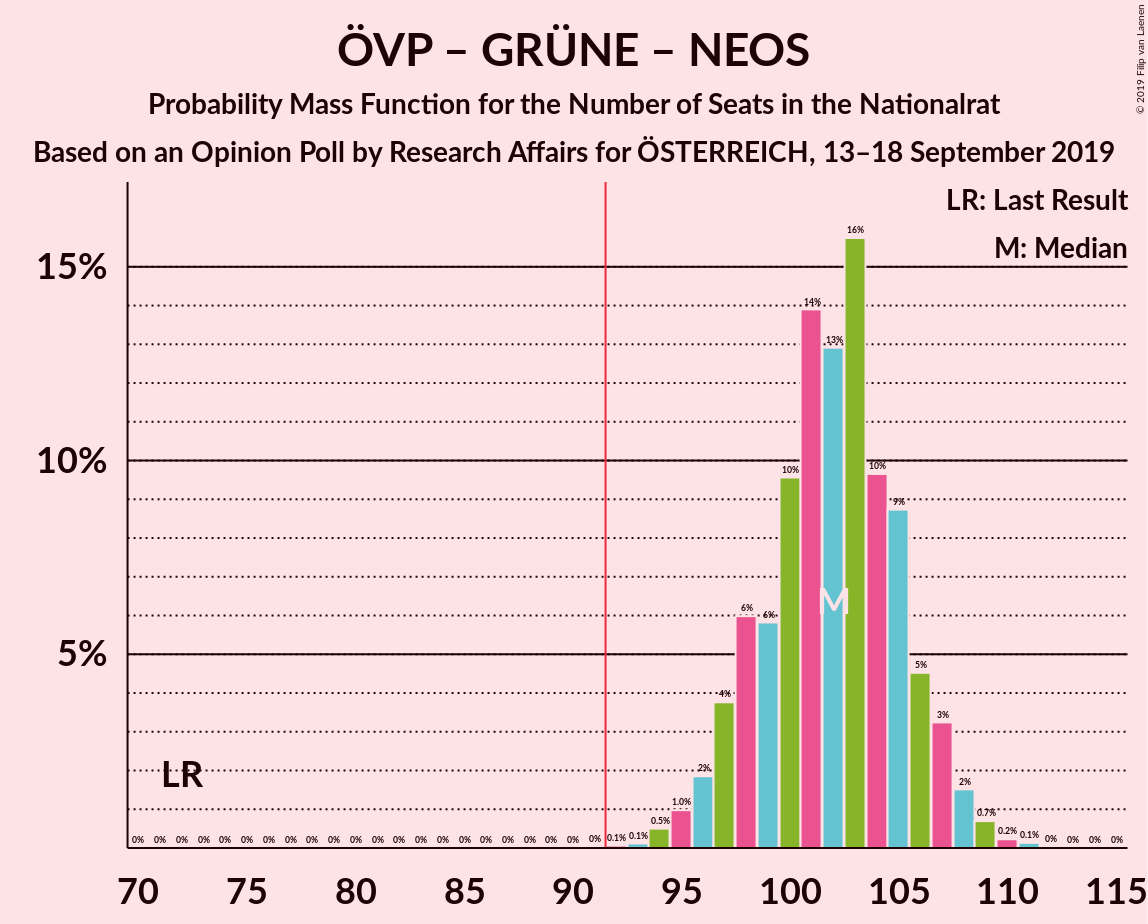 ÖVP – GRÜNE – NEOS
Probability Mass Function for the Number of Seats in the Nationalrat
Based on an Opinion Poll by Research Affairs for ÖSTERREICH, 13–18 September 2019
© 2019 Filip van Laenen
LR: Last Result
M: Median
15%
10%
5%
16%
14%
13%
10%
10%
9%
6%
6%
5%
4%
3%
2%
2%
1.0%
0.7%
0.5%
M
LR
0% 0% 0% 0% 0% 0% 0% 0% 0% 0% 0% 0% 0% 0% 0% 0% 0% 0% 0% 0% 0% 0% 0.1% 0.1% 0.2% 0.1% 0% 0% 0% 0%
70 75 80 85 90 95 100 105 110 115